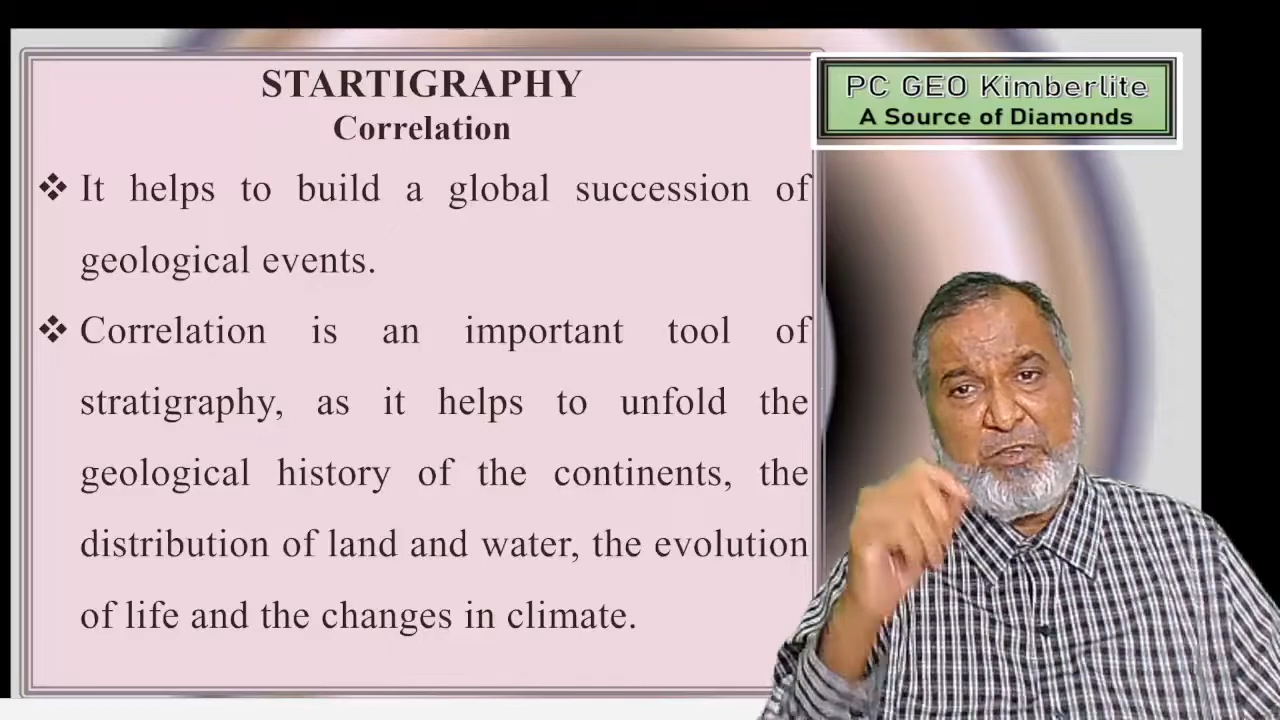 STARTIGRAPHY
Correlation
PC GEO Kimberlite
A Source of Diamonds
❖ It helps to build a global succession of
geological events.
❖ Correlation is an important tool of
stratigraphy, as it helps to unfold the
geological history of the continents, the
distribution of land and water, the evolution
of life and the changes in climate.